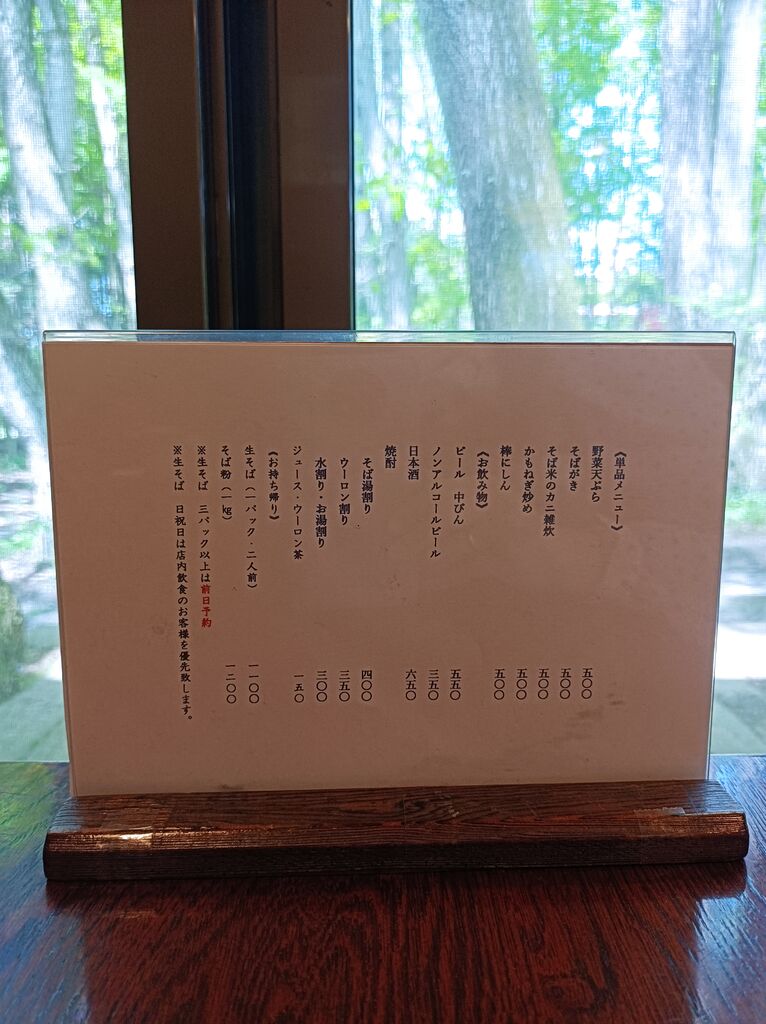 《単品メニュー》
野菜天ぷら 五〇〇
そばがき 五〇〇
そば米のカニ雑炊 五〇〇
かもねぎ炒め 五〇〇
棒にしん 五〇〇
《お飲み物》
ビール 中びん 五五〇
ノンアルコールビール 三五〇
日本酒 六五〇
焼酎
そば湯割り 四〇〇
ウーロン割り 三五〇
水割り・お湯割り 三〇〇
ジュース・ウーロン茶 一五〇
《お持ち帰り》
生そば(一パック・二人前) 一一〇〇
そば粉(一㎏) 一二〇〇
※生そば 三パック以上は前日予約
※生そば 日祝日は店内飲食のお客様を優先致します。